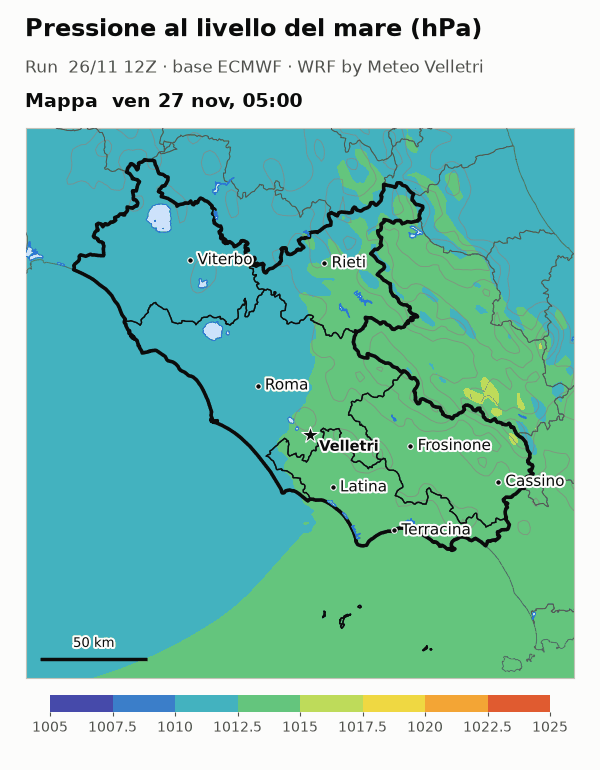 Pressione al livello del mare (hPa)
Run  26/11 12Z · base ECMWF · WRF by Meteo Velletri
Mappa  ven 27 nov, 05:00
Viterbo
Rieti
Roma
Velletri
Frosinone
Cassino
Latina
Terracina
50 km
1005 1007.5 1010 1012.5 1015 1017.5 1020 1022.5 1025